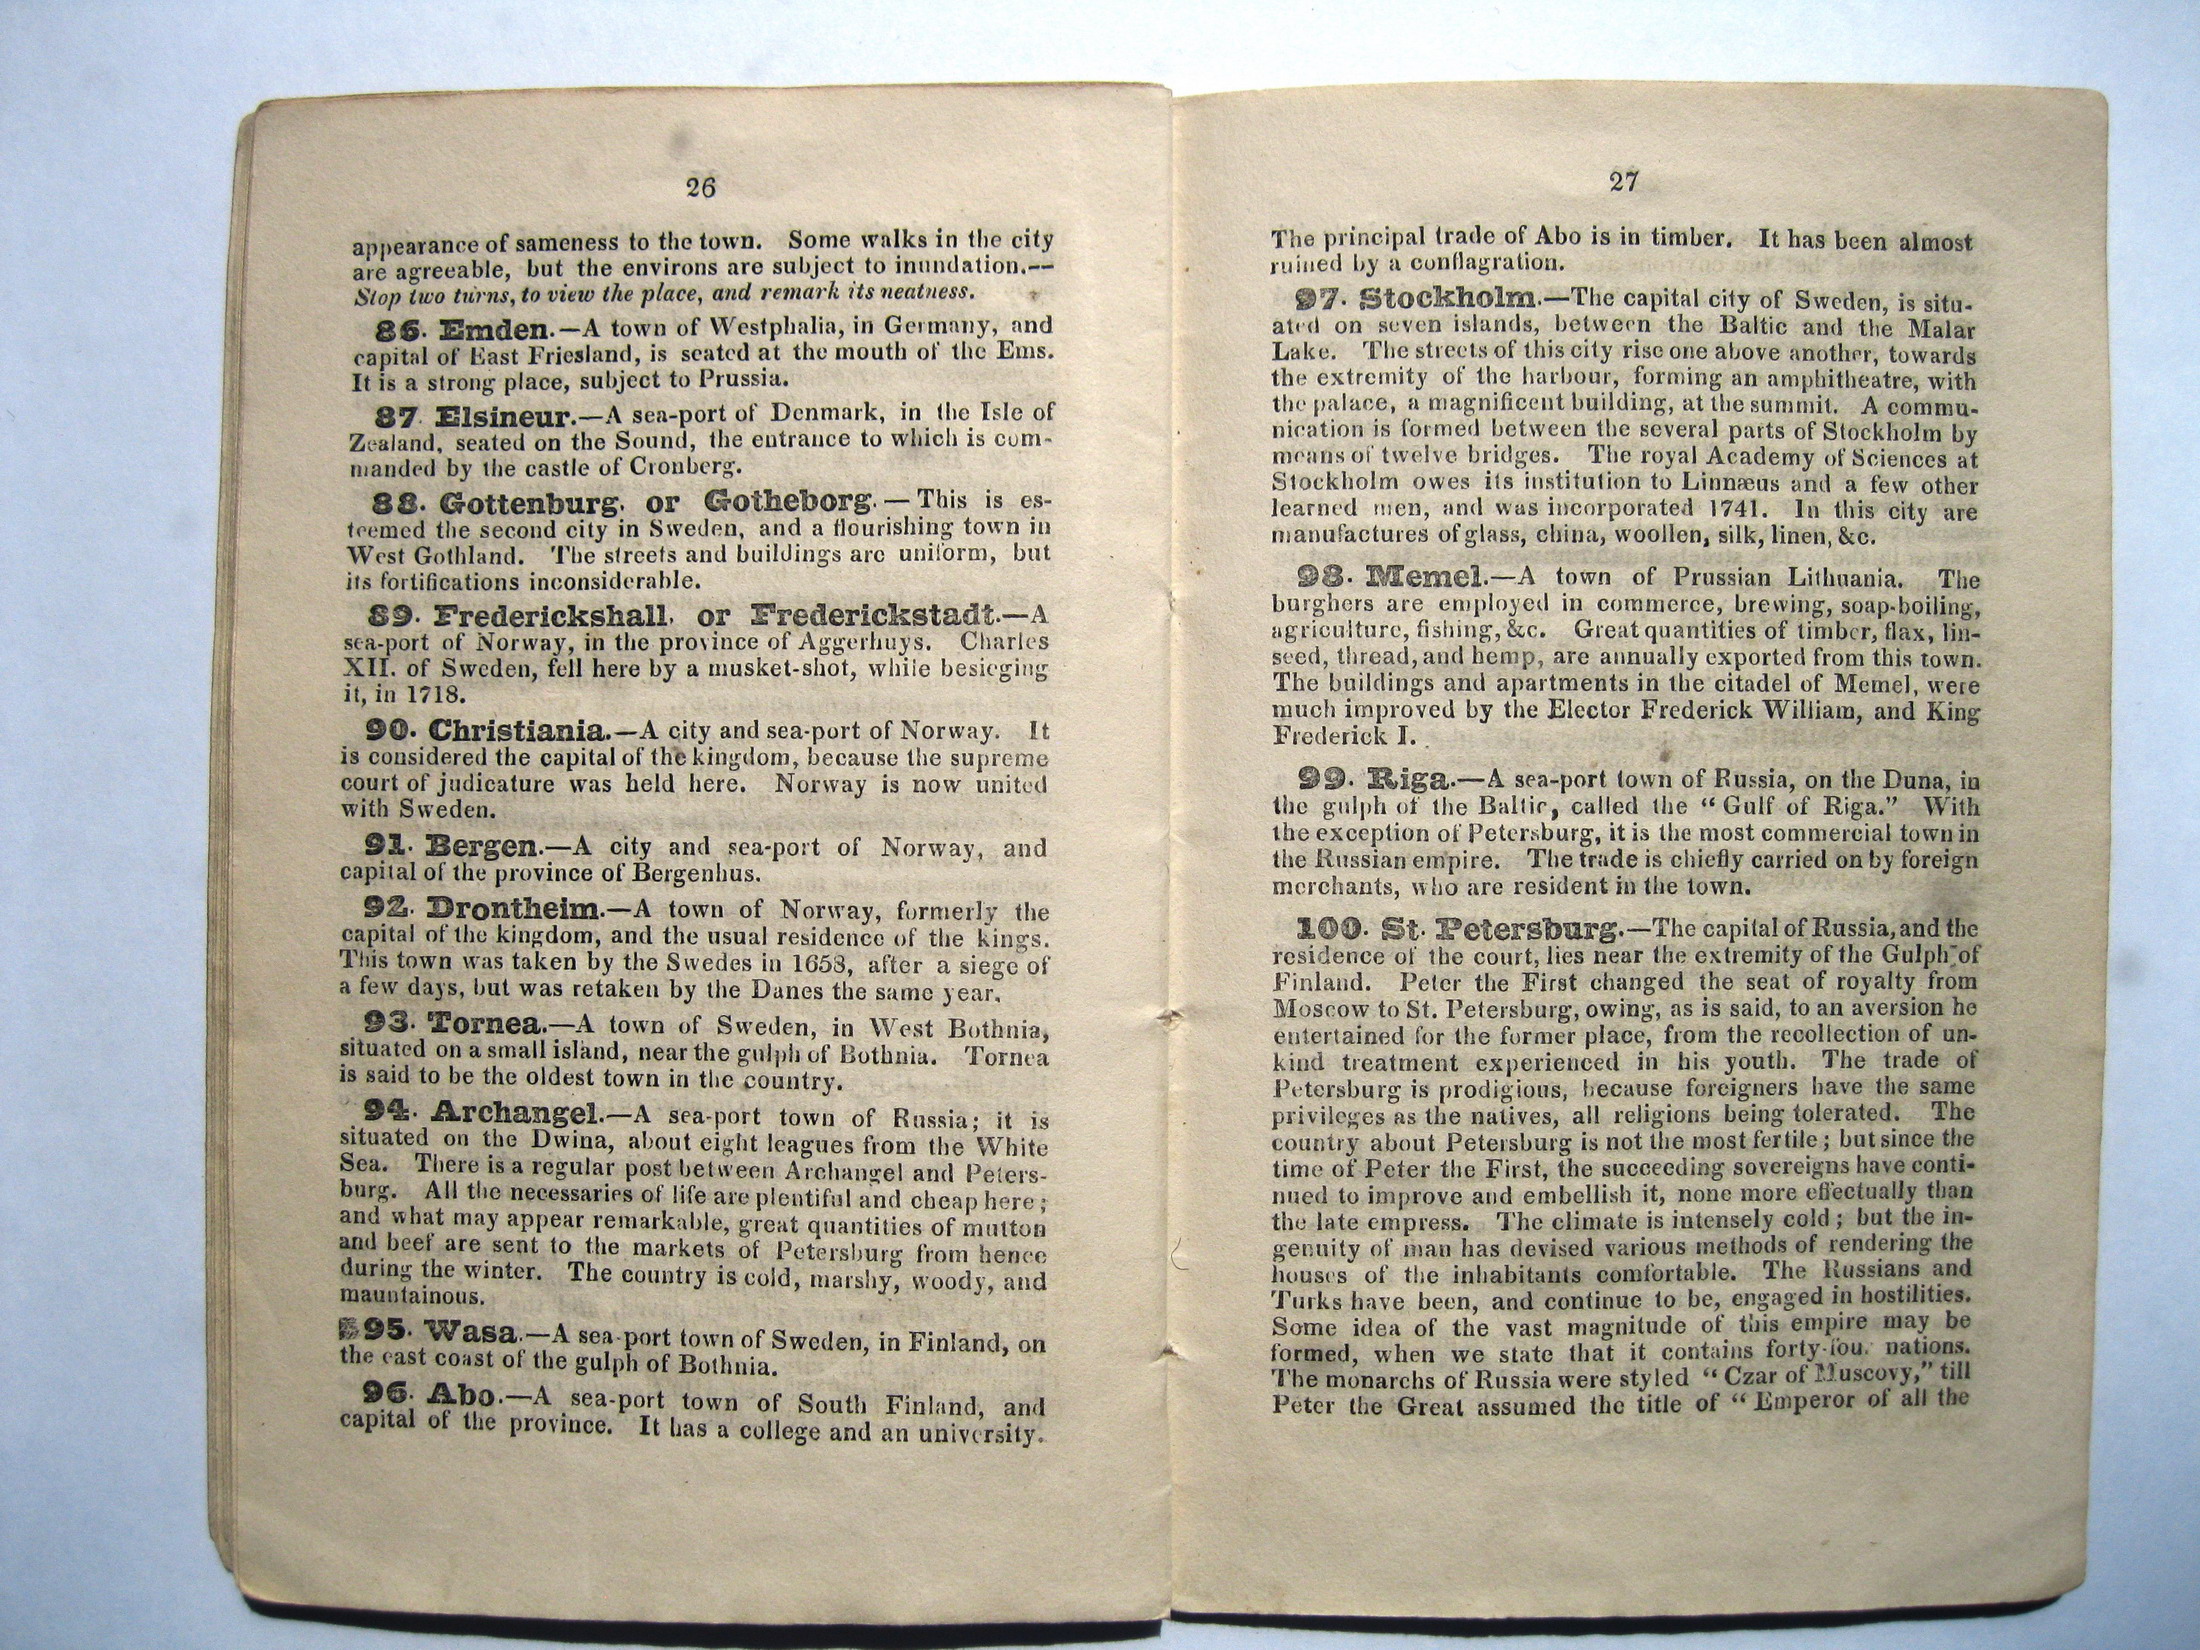 26
appearance of sameness to the town. Some walks in the city
are agreeable, but the environs are subject to inundation.—
Stop two turns, to view the place, and remark its neatness.
86. Emden.—A town of Westphalia, in Germany, and
capital of East Friesland, is seated at the mouth of the Ems.
It is a strong place, subject to Prussia.
87. Elsineur.—A sea-port of Denmark, in the Isle of
Zealand, seated on the Sound, the entrance to which is com-
manded by the castle of Cronberg.
88. Gottenburg, or Gotheborg.—This is es-
teemed the second city in Sweden, and a flourishing town in
West Gothland. The streets and buildings are uniform, but
its fortifications inconsiderable.
89. Frederickshall, or Frederickstadt.—A
sea-port of Norway, in the province of Aggerhuys. Charles
XII. of Sweden, fell here by a musket-shot, while besieging
it, in 1718.
90. Christiania.—A city and sea-port of Norway. It
is considered the capital of the kingdom, because the supreme
court of judicature was held here. Norway is now united
with Sweden.
91. Bergen.—A city and sea-port of Norway, and
capital of the province of Bergenhus.
92. Drontheim.—A town of Norway, formerly the
capital of the kingdom, and the usual residence of the kings.
This town was taken by the Swedes in 1658, after a siege of
a few days, but was retaken by the Danes the same year.
93. Tornea.—A town of Sweden, in West Bothnia,
situated on a small island, near the gulph of Bothnia. Tornea
is said to be the oldest town in the country.
94. Archangel.—A sea-port town of Russia; it is
situated on the Dwina, about eight leagues from the White
Sea. There is a regular post between Archangel and Peters-
burg. All the necessaries of life are plentiful and cheap here;
and what may appear remarkable, great quantities of mutton
and beef are sent to the markets of Petersburg from hence
during the winter. The country is cold, marshy, woody, and
mauntainous.
95. Wasa.—A sea-port town of Sweden, in Finland, on
the east coast of the gulph of Bothnia.
96. Abo.—A sea-port town of South Finland, and
capital of the province. It has a college and an university.
27
The principal trade of Abo is in timber. It has been almost
ruined by a conflagration.
97. Stockholm.—The capital city of Sweden, is situ-
ated on seven islands, between the Baltic and the Malar
Lake. The streets of this city rise one above another, towards
the extremity of the harbour, forming an amphitheatre, with
the palace, a magnificent building, at the summit. A commu-
nication is formed between the several parts of Stockholm by
means of twelve bridges. The royal Academy of Sciences at
Stockholm owes its institution to Linnæus and a few other
learned men, and was incorporated 1741. In this city are
manufactures of glass, china, woollen, silk, linen, &c.
98. Memel.—A town of Prussian Lithuania. The
burghers are employed in commerce, brewing, soap-boiling,
agriculture, fishing, &c. Great quantities of timber, flax, lin-
seed, thread, and hemp, are annually exported from this town.
The buildings and apartments in the citadel of Memel, were
much improved by the Elector Frederick William, and King
Frederick I.
99. Riga.—A sea-port town of Russia, on the Duna, in
the gulph of the Baltic, called the "Gulf of Riga." With
the exception of Petersburg, it is the most commercial town in
the Russian empire. The trade is chiefly carried on by foreign
merchants, who are resident in the town.
100. St. Petersburg.—The capital of Russia, and the
residence of the court, lies near the extremity of the Gulph of
Finland. Peter the First changed the seat of royalty from
Moscow to St. Petersburg, owing, as is said, to an aversion he
entertained for the former place, from the recollection of un-
kind treatment experienced in his youth. The trade of
Petersburg is prodigious, because foreigners have the same
privileges as the natives, all religions being tolerated. The
country about Petersburg is not the most fertile; but since the
time of Peter the First, the succeeding sovereigns have conti-
nued to improve and embellish it, none more effectually than
the late empress. The climate is intensely cold; but the in-
genuity of man has devised various methods of rendering the
houses of the inhabitants comfortable. The Russians and
Turks have been, and continue to be, engaged in hostilities.
Some idea of the vast magnitude of this empire may be
formed, when we state that it contains forty-four nations.
The monarchs of Russia were styled "Czar of Muscovy," till
Peter the Great assumed the title of "Emperor of all the